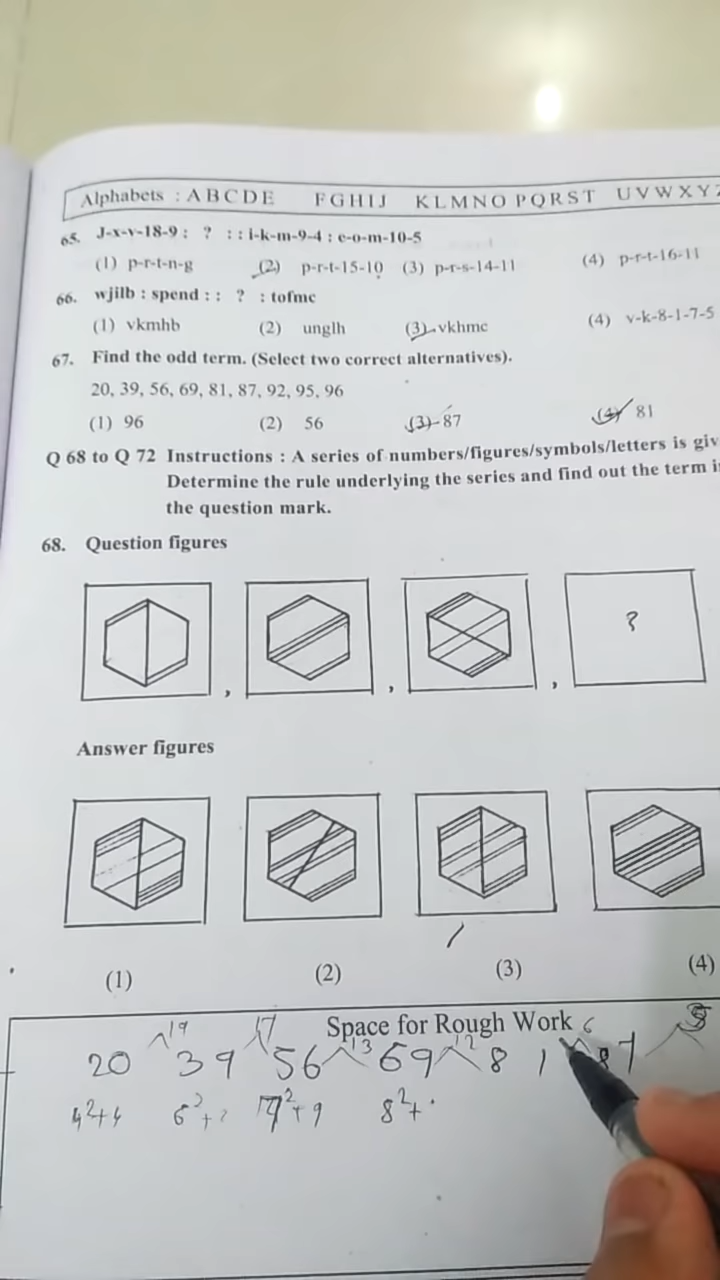 Alphabets : A B C D E F G H I J K L M N O P Q R S T U V W X Y Z
65. J-x-v-18-9 : ? : : i-k-m-9-4 : e-o-m-10-5
(1) p-r-t-n-g (2) p-r-t-15-10 (3) p-r-s-14-11 (4) p-r-t-16-11
66. wjilb : spend : : ? : tofmc
(1) vkmhb (2) unglh (3) vkhmc (4) v-k-8-1-7-5
67. Find the odd term. (Select two correct alternatives).
20, 39, 56, 69, 81, 87, 92, 95, 96
(1) 96 (2) 56 (3) 87 (4) 81
Q 68 to Q 72 Instructions : A series of numbers/figures/symbols/letters is giv
Determine the rule underlying the series and find out the term i
the question mark.
68. Question figures
, , , ?
Answer figures
(1) (2) (3) (4)
Space for Rough Work
19 17 13 12 6
20 39 56 69 81 87
4²+4 7²+9 8²+